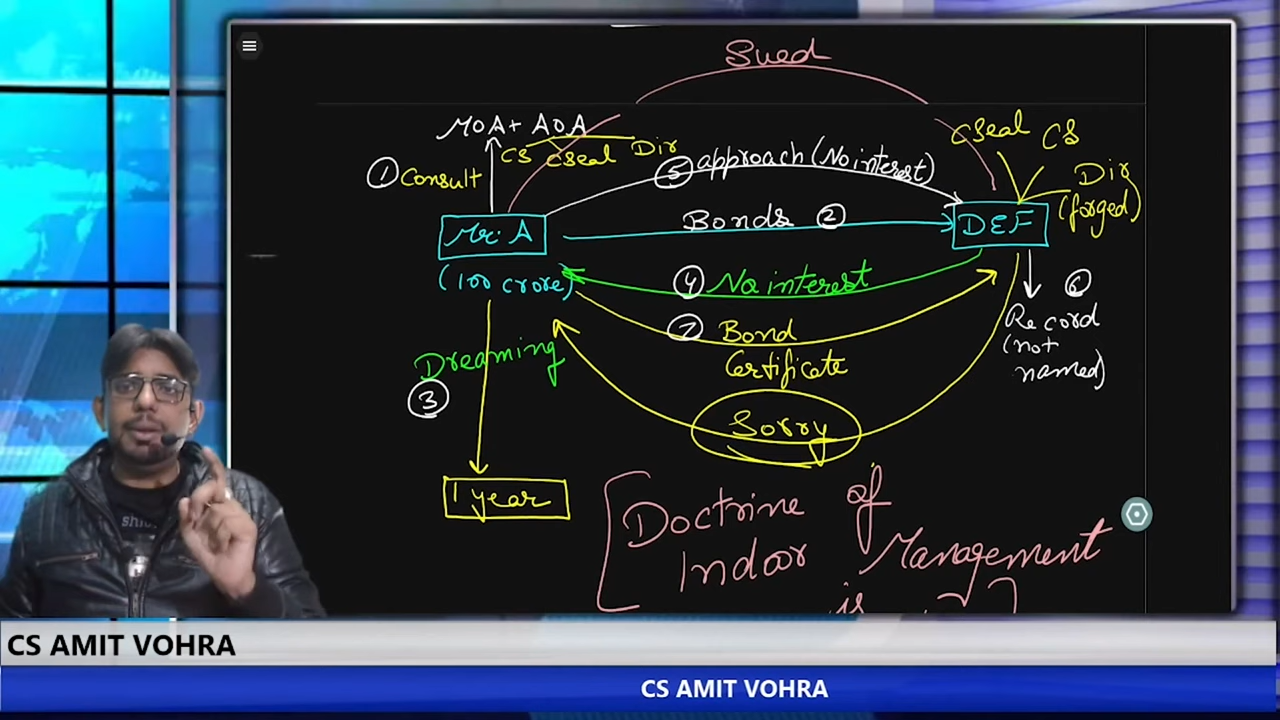 Sued
MOA+ AOA
CS CSeal Dir
CSeal CS
Dir
(forged)
① Consult
⑤ approach (No interest)
Mr. A
Bonds ②
DEF
(100 crore)
④ No interest
⑥
Record
(not
named)
⑦ Bond
Certificate
Dreaming
③
Sorry
1 year
Doctrine of
Indoor Management
is
CS AMIT VOHRA
CS AMIT VOHRA